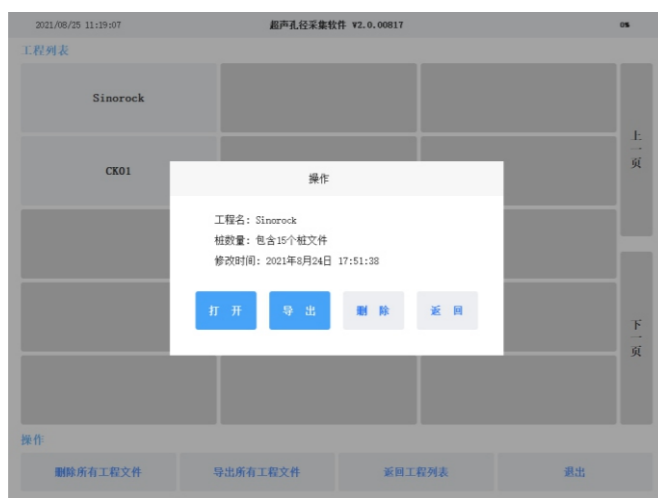 2021/08/25 11:19:07
超声孔径采集软件 V2.0.00817
0%
工程列表
Sinorock
CK01
上一页
下一页
操作
工程名: Sinorock
桩数量: 包含15个桩文件
修改时间: 2021年8月24日 17:51:38
打 开
导 出
删 除
返 回
操作
删除所有工程文件
导出所有工程文件
返回工程列表
退出